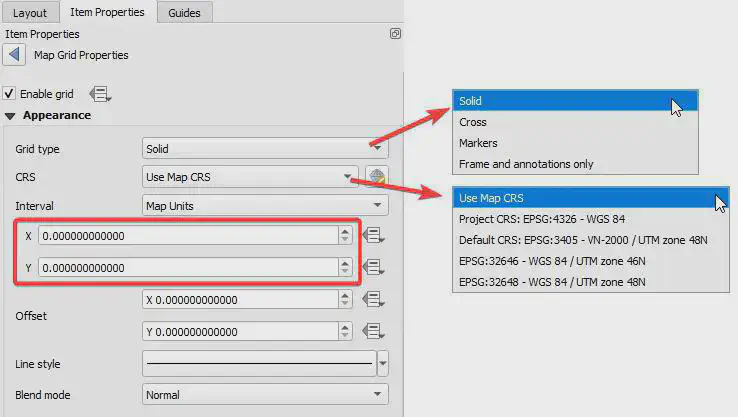 Layout
Item Properties
Guides
Item Properties
Map Grid Properties
Enable grid
Appearance
Grid type
Solid
CRS
Use Map CRS
Interval
Map Units
X 0.000000000000
Y 0.000000000000
Offset
X 0.000000000000
Y 0.000000000000
Line style
Blend mode
Normal
Solid
Cross
Markers
Frame and annotations only
Use Map CRS
Project CRS: EPSG:4326 - WGS 84
Default CRS: EPSG:3405 - VN-2000 / UTM zone 48N
EPSG:32646 - WGS 84 / UTM zone 46N
EPSG:32648 - WGS 84 / UTM zone 48N